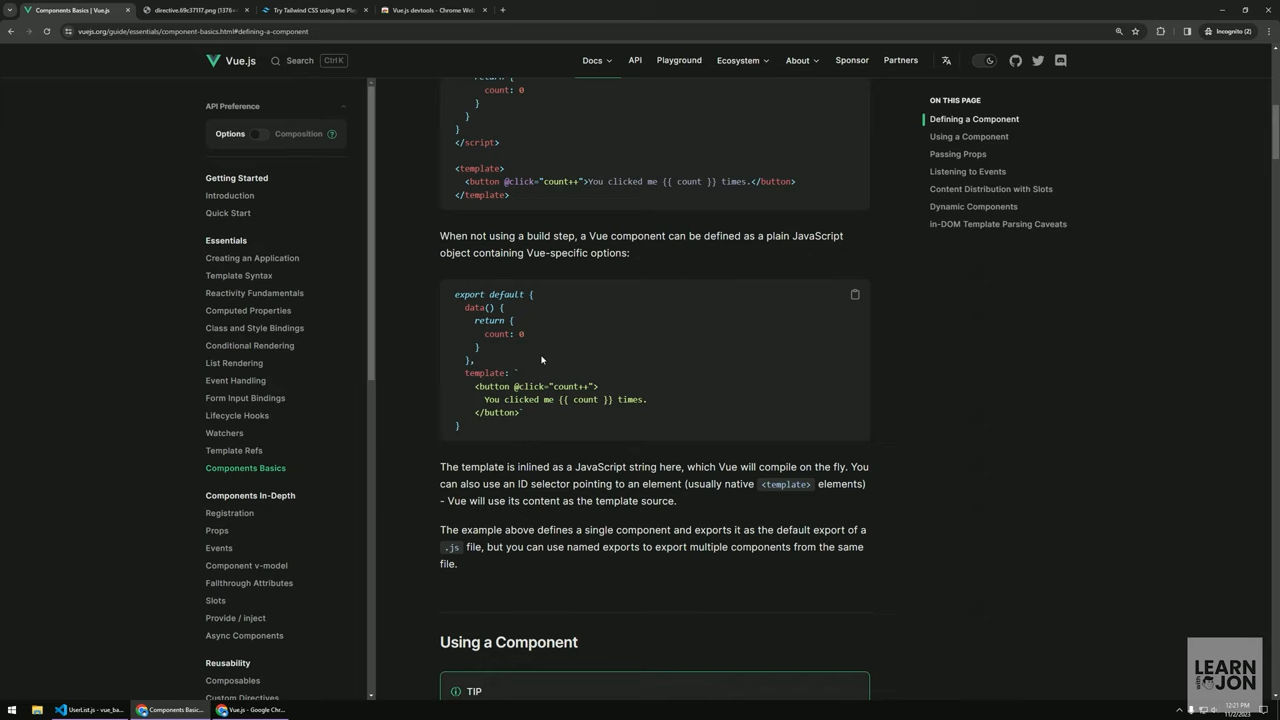 Components Basics | Vue.js
directive.69c37117.png (1376×
Try Tailwind CSS using the Pla
Vue.js devtools - Chrome Web
vuejs.org/guide/essentials/component-basics.html#defining-a-component
Incognito (2)
Vue.js
Search
Ctrl K
Docs
API
Playground
Ecosystem
About
Sponsor
Partners
API Preference
Options
Composition
?
Getting Started
Introduction
Quick Start
Essentials
Creating an Application
Template Syntax
Reactivity Fundamentals
Computed Properties
Class and Style Bindings
Conditional Rendering
List Rendering
Event Handling
Form Input Bindings
Lifecycle Hooks
Watchers
Template Refs
Components Basics
Components In-Depth
Registration
Props
Events
Component v-model
Fallthrough Attributes
Slots
Provide / inject
Async Components
Reusability
Composables
Custom Directives
return {
count: 0
}
}
}
</script>
<template>
<button @click="count++">You clicked me {{ count }} times.</button>
</template>
When not using a build step, a Vue component can be defined as a plain JavaScript
object containing Vue-specific options:
export default {
data() {
return {
count: 0
}
},
template: `
<button @click="count++">
You clicked me {{ count }} times.
</button>`
}
The template is inlined as a JavaScript string here, which Vue will compile on the fly. You
can also use an ID selector pointing to an element (usually native <template> elements)
- Vue will use its content as the template source.
The example above defines a single component and exports it as the default export of a
.js file, but you can use named exports to export multiple components from the same
file.
Using a Component
TIP
ON THIS PAGE
Defining a Component
Using a Component
Passing Props
Listening to Events
Content Distribution with Slots
Dynamic Components
in-DOM Template Parsing Caveats
LEARN
JON
UserList.js - vue_ba...
Components Basic...
Vue.js - Google Chr...
12:21 PM
11/2/2023